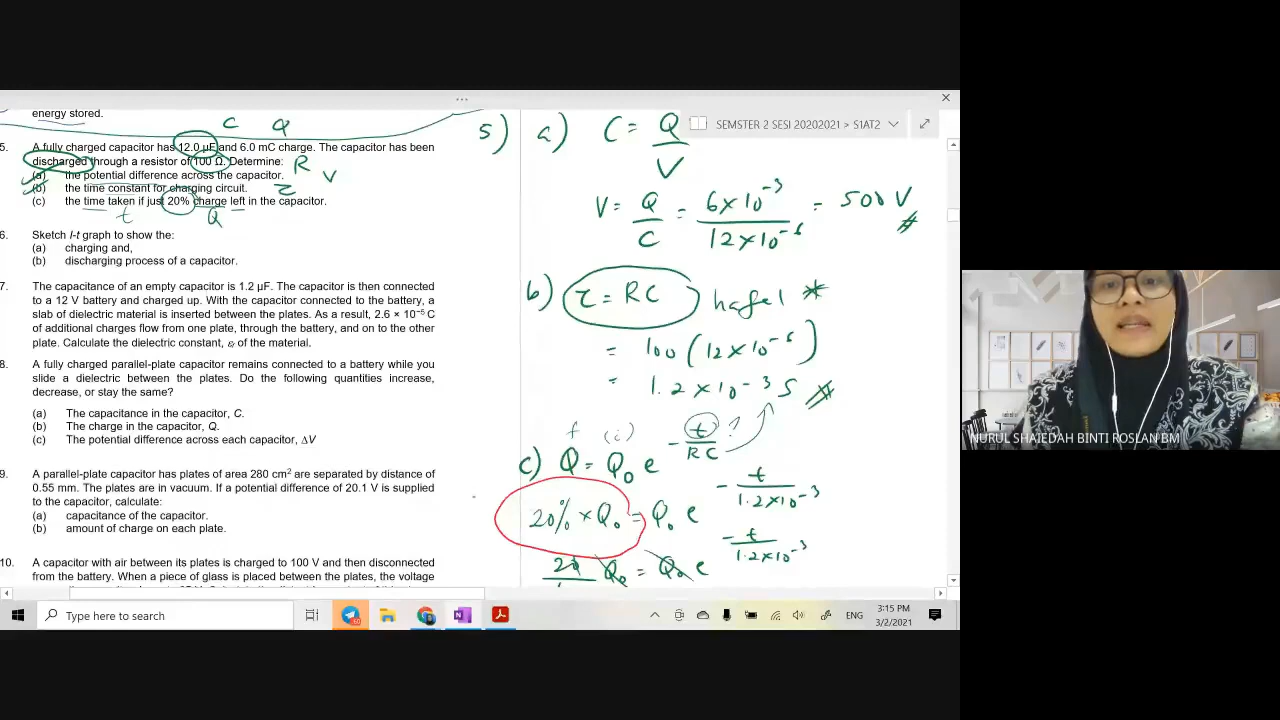 energy stored.
C Q
5. A fully charged capacitor has 12.0 µF and 6.0 mC charge. The capacitor has been
discharged through a resistor of 100 Ω. Determine:
(a) the potential difference across the capacitor.
R V
(b) the time constant for charging circuit.
τ
(c) the time taken if just 20% charge left in the capacitor.
t Q
6. Sketch I-t graph to show the:
(a) charging and,
(b) discharging process of a capacitor.
7. The capacitance of an empty capacitor is 1.2 µF. The capacitor is then connected
to a 12 V battery and charged up. With the capacitor connected to the battery, a
slab of dielectric material is inserted between the plates. As a result, 2.6 × 10⁻⁵ C
of additional charges flow from one plate, through the battery, and on to the other
plate. Calculate the dielectric constant, εr of the material.
8. A fully charged parallel-plate capacitor remains connected to a battery while you
slide a dielectric between the plates. Do the following quantities increase,
decrease, or stay the same?
(a) The capacitance in the capacitor, C.
(b) The charge in the capacitor, Q.
(c) The potential difference across each capacitor, ΔV
9. A parallel-plate capacitor has plates of area 280 cm² are separated by distance of
0.55 mm. The plates are in vacuum. If a potential difference of 20.1 V is supplied
to the capacitor, calculate:
(a) capacitance of the capacitor.
(b) amount of charge on each plate.
10. A capacitor with air between its plates is charged to 100 V and then disconnected
from the battery. When a piece of glass is placed between the plates, the voltage
SEMSTER 2 SESI 20202021 > S1AT2
5) a) C = Q/V
V = Q/C = 6×10⁻³/12×10⁻⁶ = 500 V
b) τ = RC hafal *
= 100 (12×10⁻⁶)
= 1.2×10⁻³ s
f (i) t ?
c) Q = Q₀ e^(-t/RC)
20% × Q₀ = Q₀ e^(-t/1.2×10⁻³)
20 Q₀ = Q₀ e^(-t/1.2×10⁻³)
NURUL SHAIEDAH BINTI ROSLAN BM
Type here to search
ENG
3:15 PM
3/2/2021